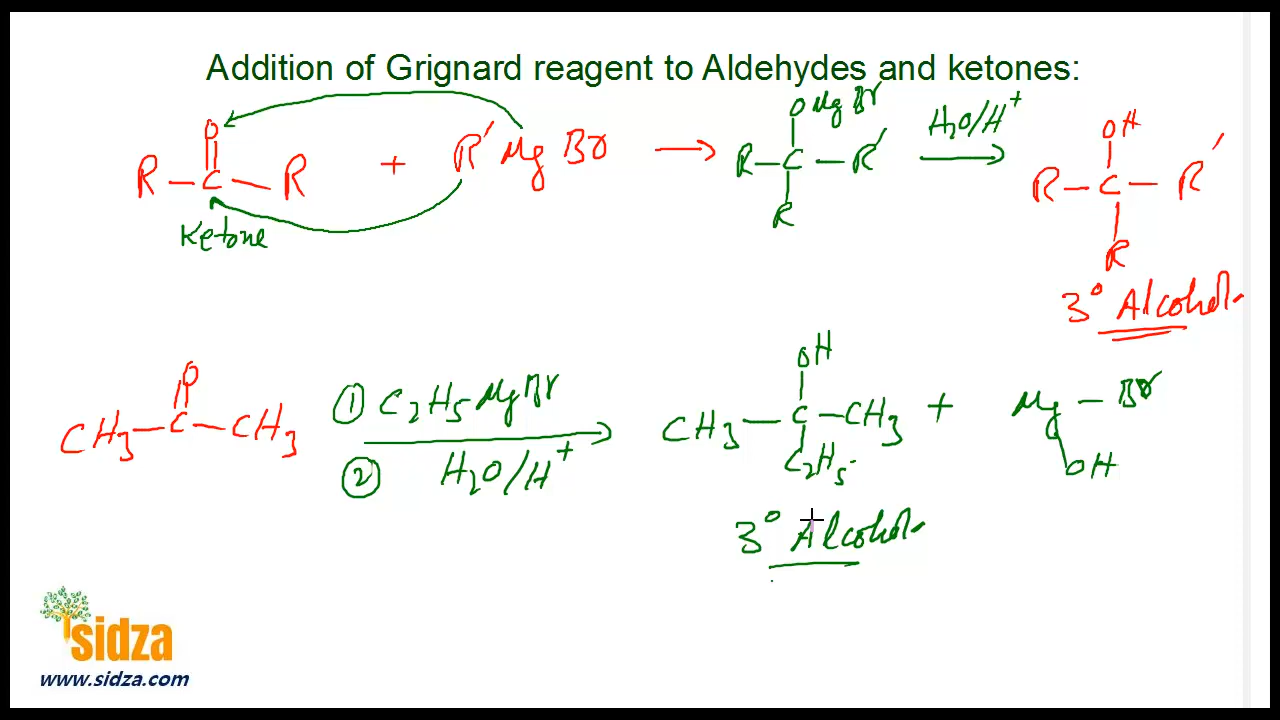 Addition of Grignard reagent to Aldehydes and ketones:
O OMgBr H2O/H+ OH
R – C – R + R′MgBr → R – C – R′ → R – C – R′
Ketone R R
3° Alcohol
O ① C2H5MgBr OH
CH3 – C – CH3 → CH3 – C – CH3 + Mg – Br
② H2O/H+ C2H5 OH
3° Alcohol
sidza
www.sidza.com